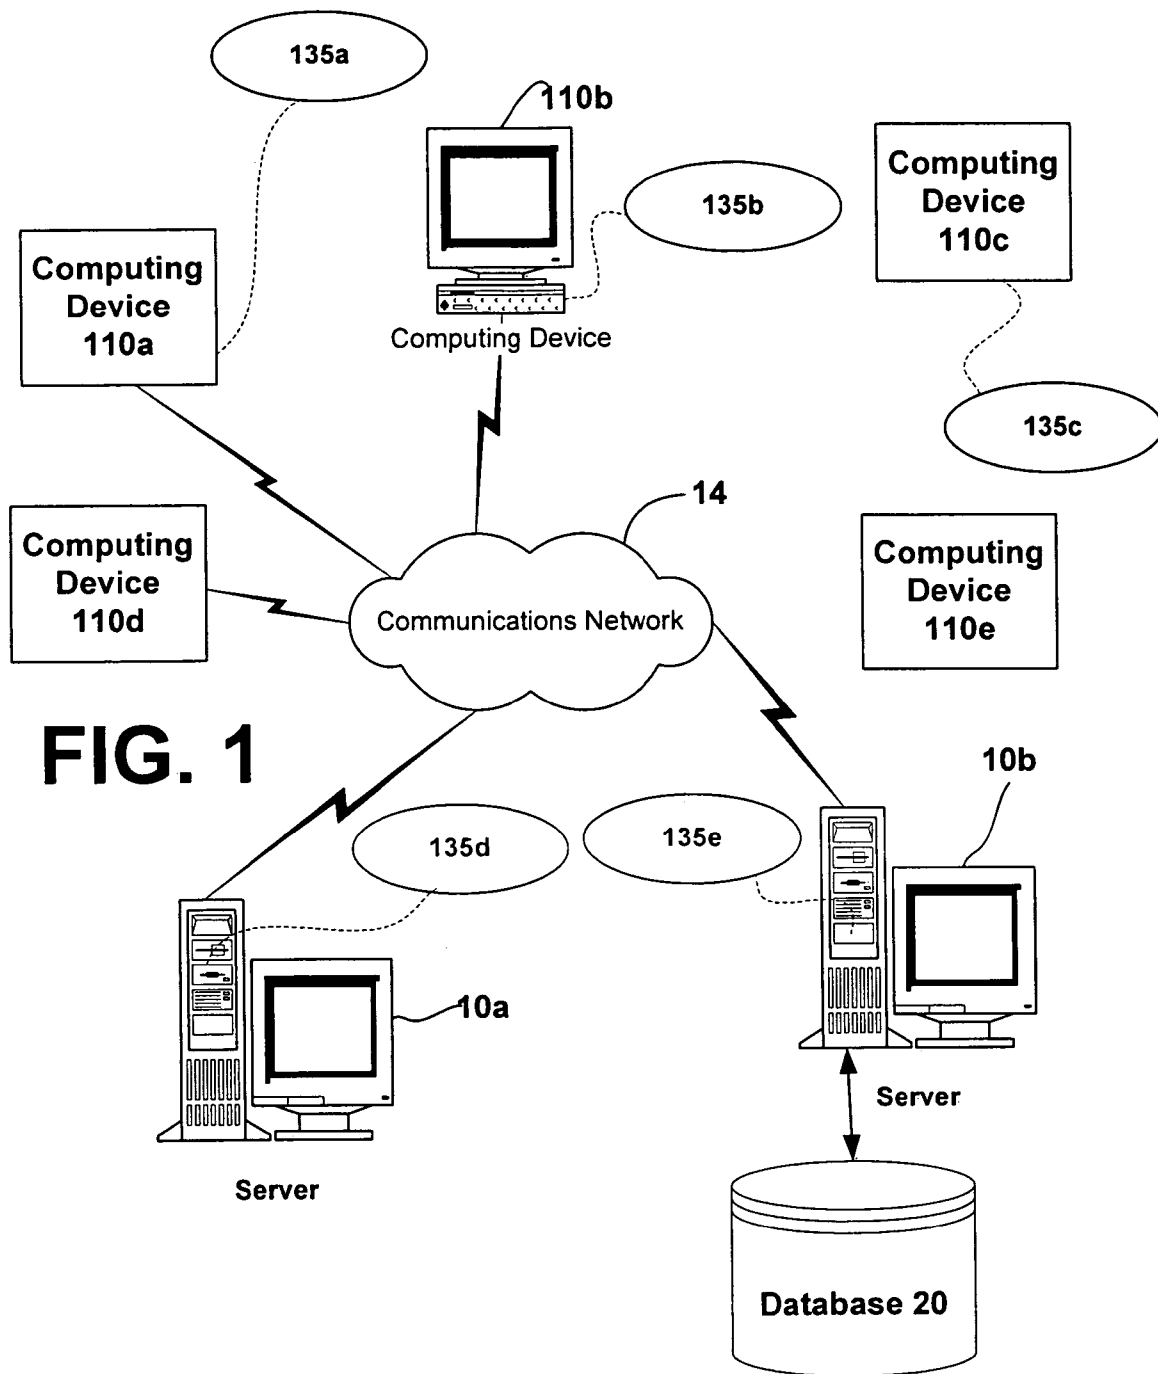 135a
110b
Computing
Device
110c
135b
Computing
Device
110a
Computing Device
135c
14
Computing
Device
110d
Computing
Device
110e
Communications Network
FIG. 1
10b
135d
135e
10a
Server
Server
Database 20